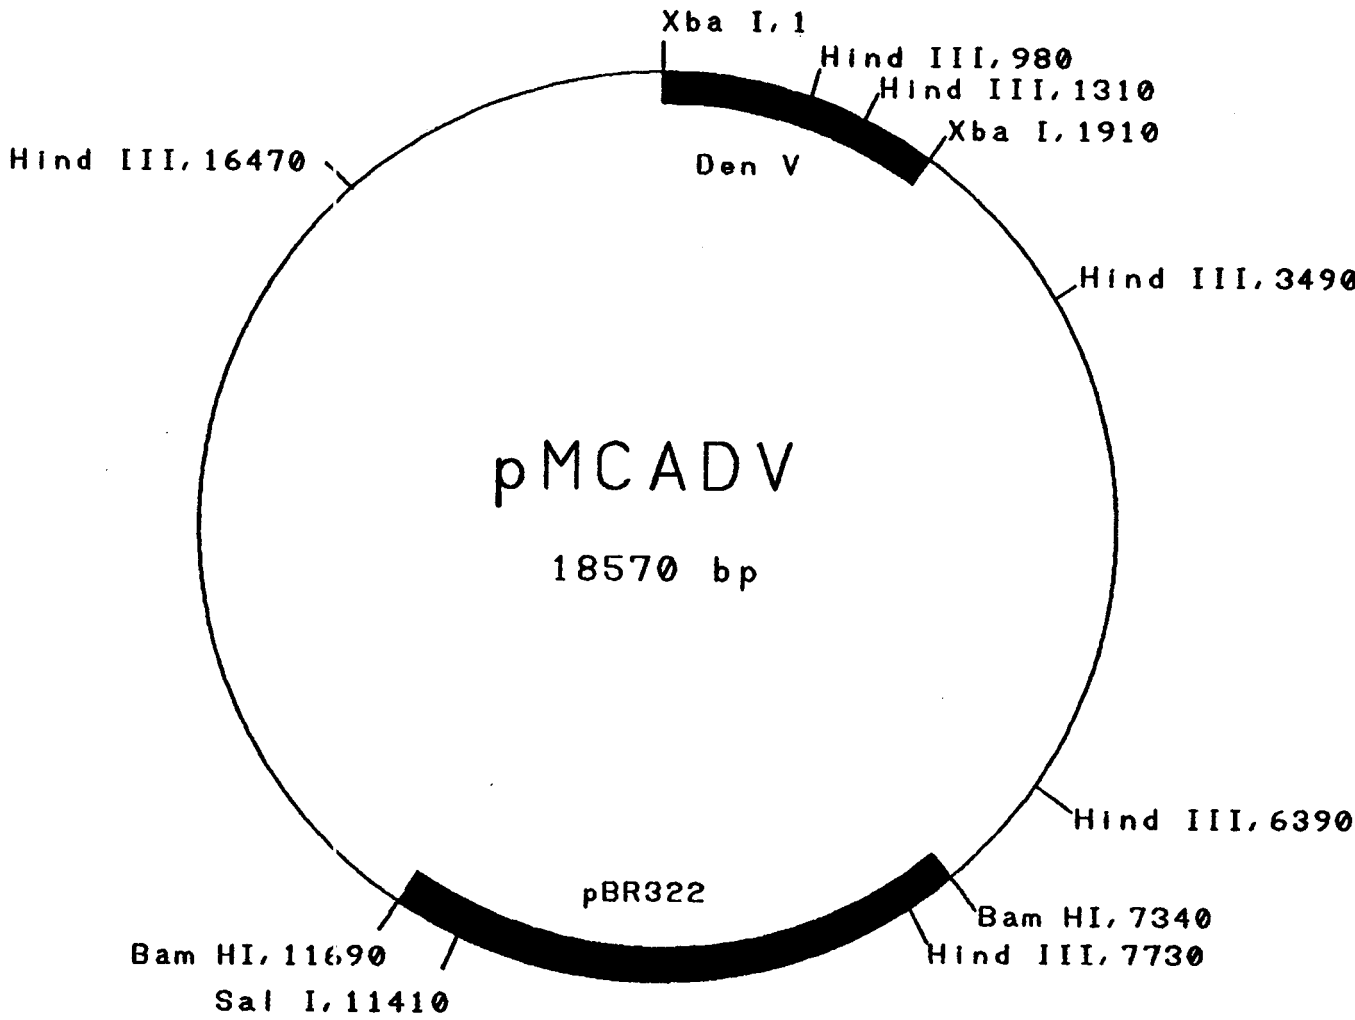 Xba I, 1
Hind III, 980
Hind III, 1310
Xba I, 1910
Hind III, 16470
Den V
Hind III, 3490
pMCADV
18570 bp
Hind III, 6390
pBR322
Bam HI, 7340
Bam HI, 11690
Hind III, 7730
Sal I, 11410